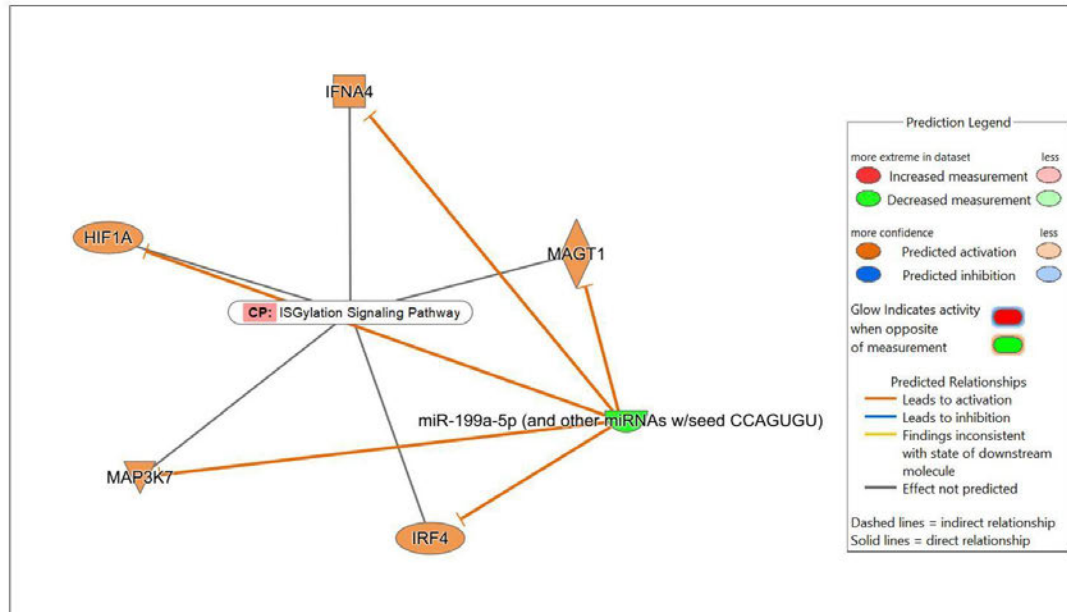 IFNA4
HIF1A
MAGT1
CP: ISGylation Signaling Pathway
miR-199a-5p (and other miRNAs w/seed CCAGUGU)
MAP3K7
IRF4
Prediction Legend
more extreme in dataset less
Increased measurement
Decreased measurement
more confidence less
Predicted activation
Predicted inhibition
Glow Indicates activity
when opposite
of measurement
Predicted Relationships
Leads to activation
Leads to inhibition
Findings inconsistent
with state of downstream
molecule
Effect not predicted
Dashed lines = indirect relationship
Solid lines = direct relationship